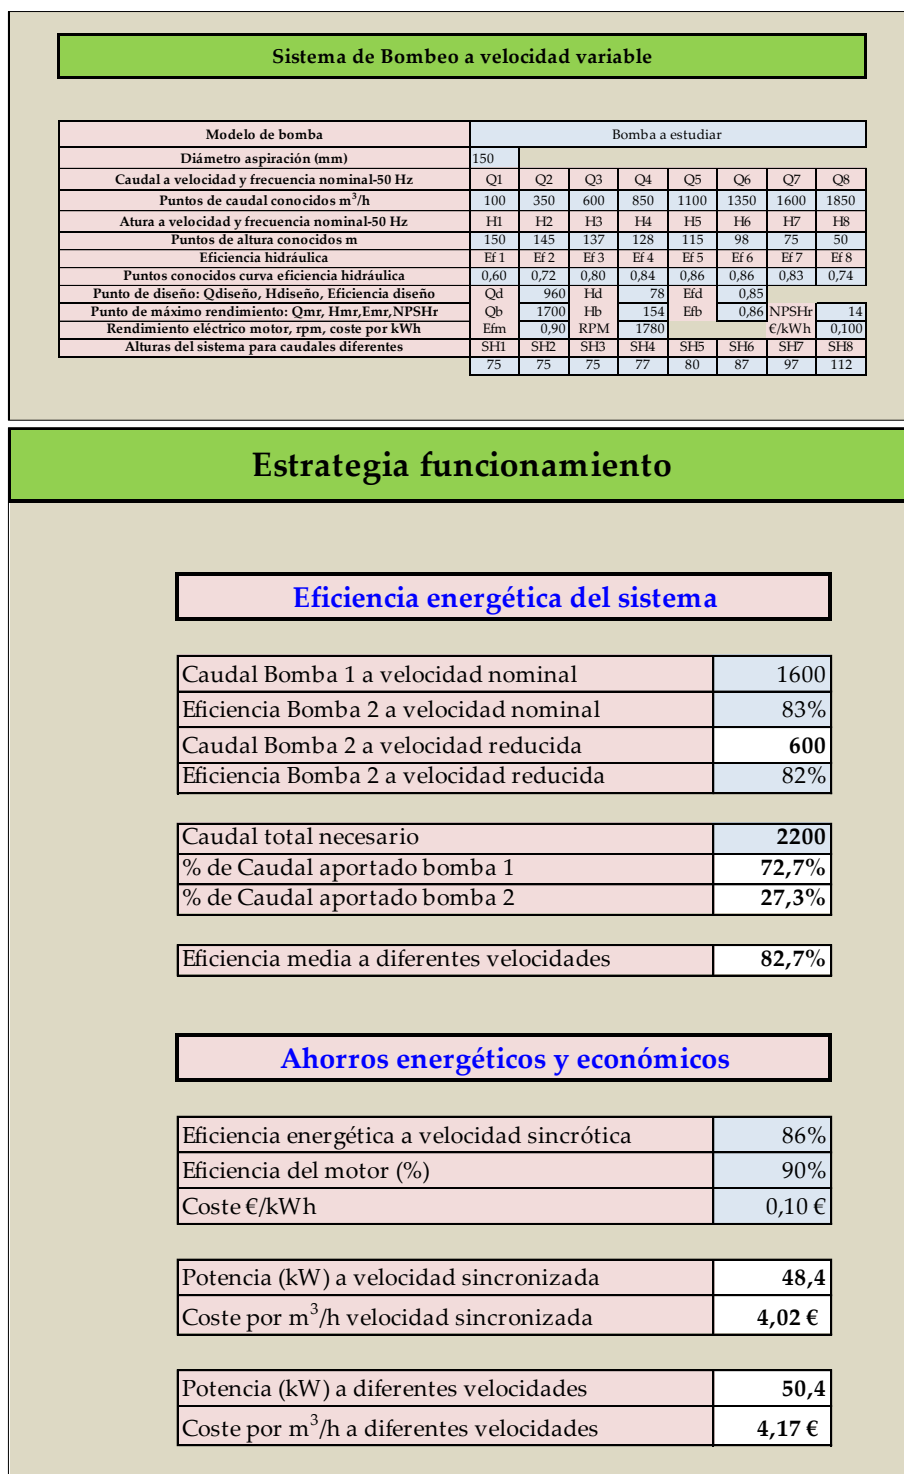 Sistema de Bombeo a velocidad variable
Modelo de bomba Bomba a estudiar
Diámetro aspiración (mm) 150
Caudal a velocidad y frecuencia nominal-50 Hz Q1 Q2 Q3 Q4 Q5 Q6 Q7 Q8
Puntos de caudal conocidos m³/h 100 350 600 850 1100 1350 1600 1850
Atura a velocidad y frecuencia nominal-50 Hz H1 H2 H3 H4 H5 H6 H7 H8
Puntos de altura conocidos m 150 145 137 128 115 98 75 50
Eficiencia hidráulica Ef 1 Ef 2 Ef 3 Ef 4 Ef 5 Ef 6 Ef 7 Ef 8
Puntos conocidos curva eficiencia hidráulica 0,60 0,72 0,80 0,84 0,86 0,86 0,83 0,74
Punto de diseño: Qdiseño, Hdiseño, Eficiencia diseño Qd 960 Hd 78 Efd 0,85
Punto de máximo rendimiento: Qmr, Hmr,Emr,NPSHr Qb 1700 Hb 154 Efb 0,86 NPSHr 14
Rendimiento eléctrico motor, rpm, coste por kWh Efm 0,90 RPM 1780 €/kWh 0,100
Alturas del sistema para caudales diferentes SH1 SH2 SH3 SH4 SH5 SH6 SH7 SH8
75 75 75 77 80 87 97 112
Estrategia funcionamiento
Eficiencia energética del sistema
Caudal Bomba 1 a velocidad nominal 1600
Eficiencia Bomba 2 a velocidad nominal 83%
Caudal Bomba 2 a velocidad reducida 600
Eficiencia Bomba 2 a velocidad reducida 82%
Caudal total necesario 2200
% de Caudal aportado bomba 1 72,7%
% de Caudal aportado bomba 2 27,3%
Eficiencia media a diferentes velocidades 82,7%
Ahorros energéticos y económicos
Eficiencia energética a velocidad sincrótica 86%
Eficiencia del motor (%) 90%
Coste €/kWh 0,10 €
Potencia (kW) a velocidad sincronizada 48,4
Coste por m³/h velocidad sincronizada 4,02 €
Potencia (kW) a diferentes velocidades 50,4
Coste por m³/h a diferentes velocidades 4,17 €